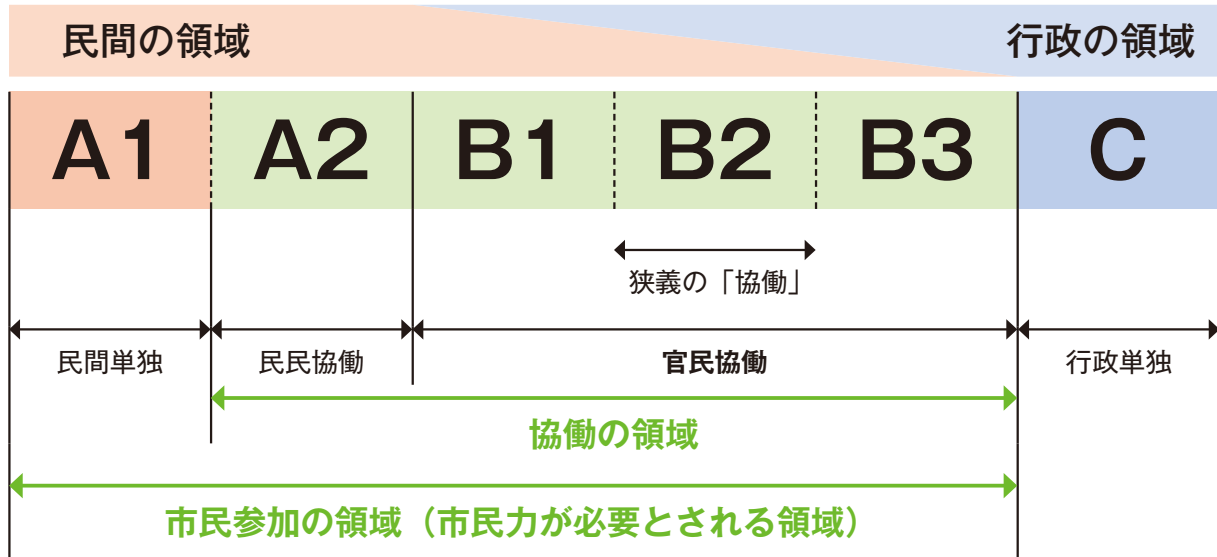 民間の領域
行政の領域
A1 A2 B1 B2 B3 C
狭義の「協働」
民間単独 民民協働 官民協働 行政単独
協働の領域
市民参加の領域（市民力が必要とされる領域）